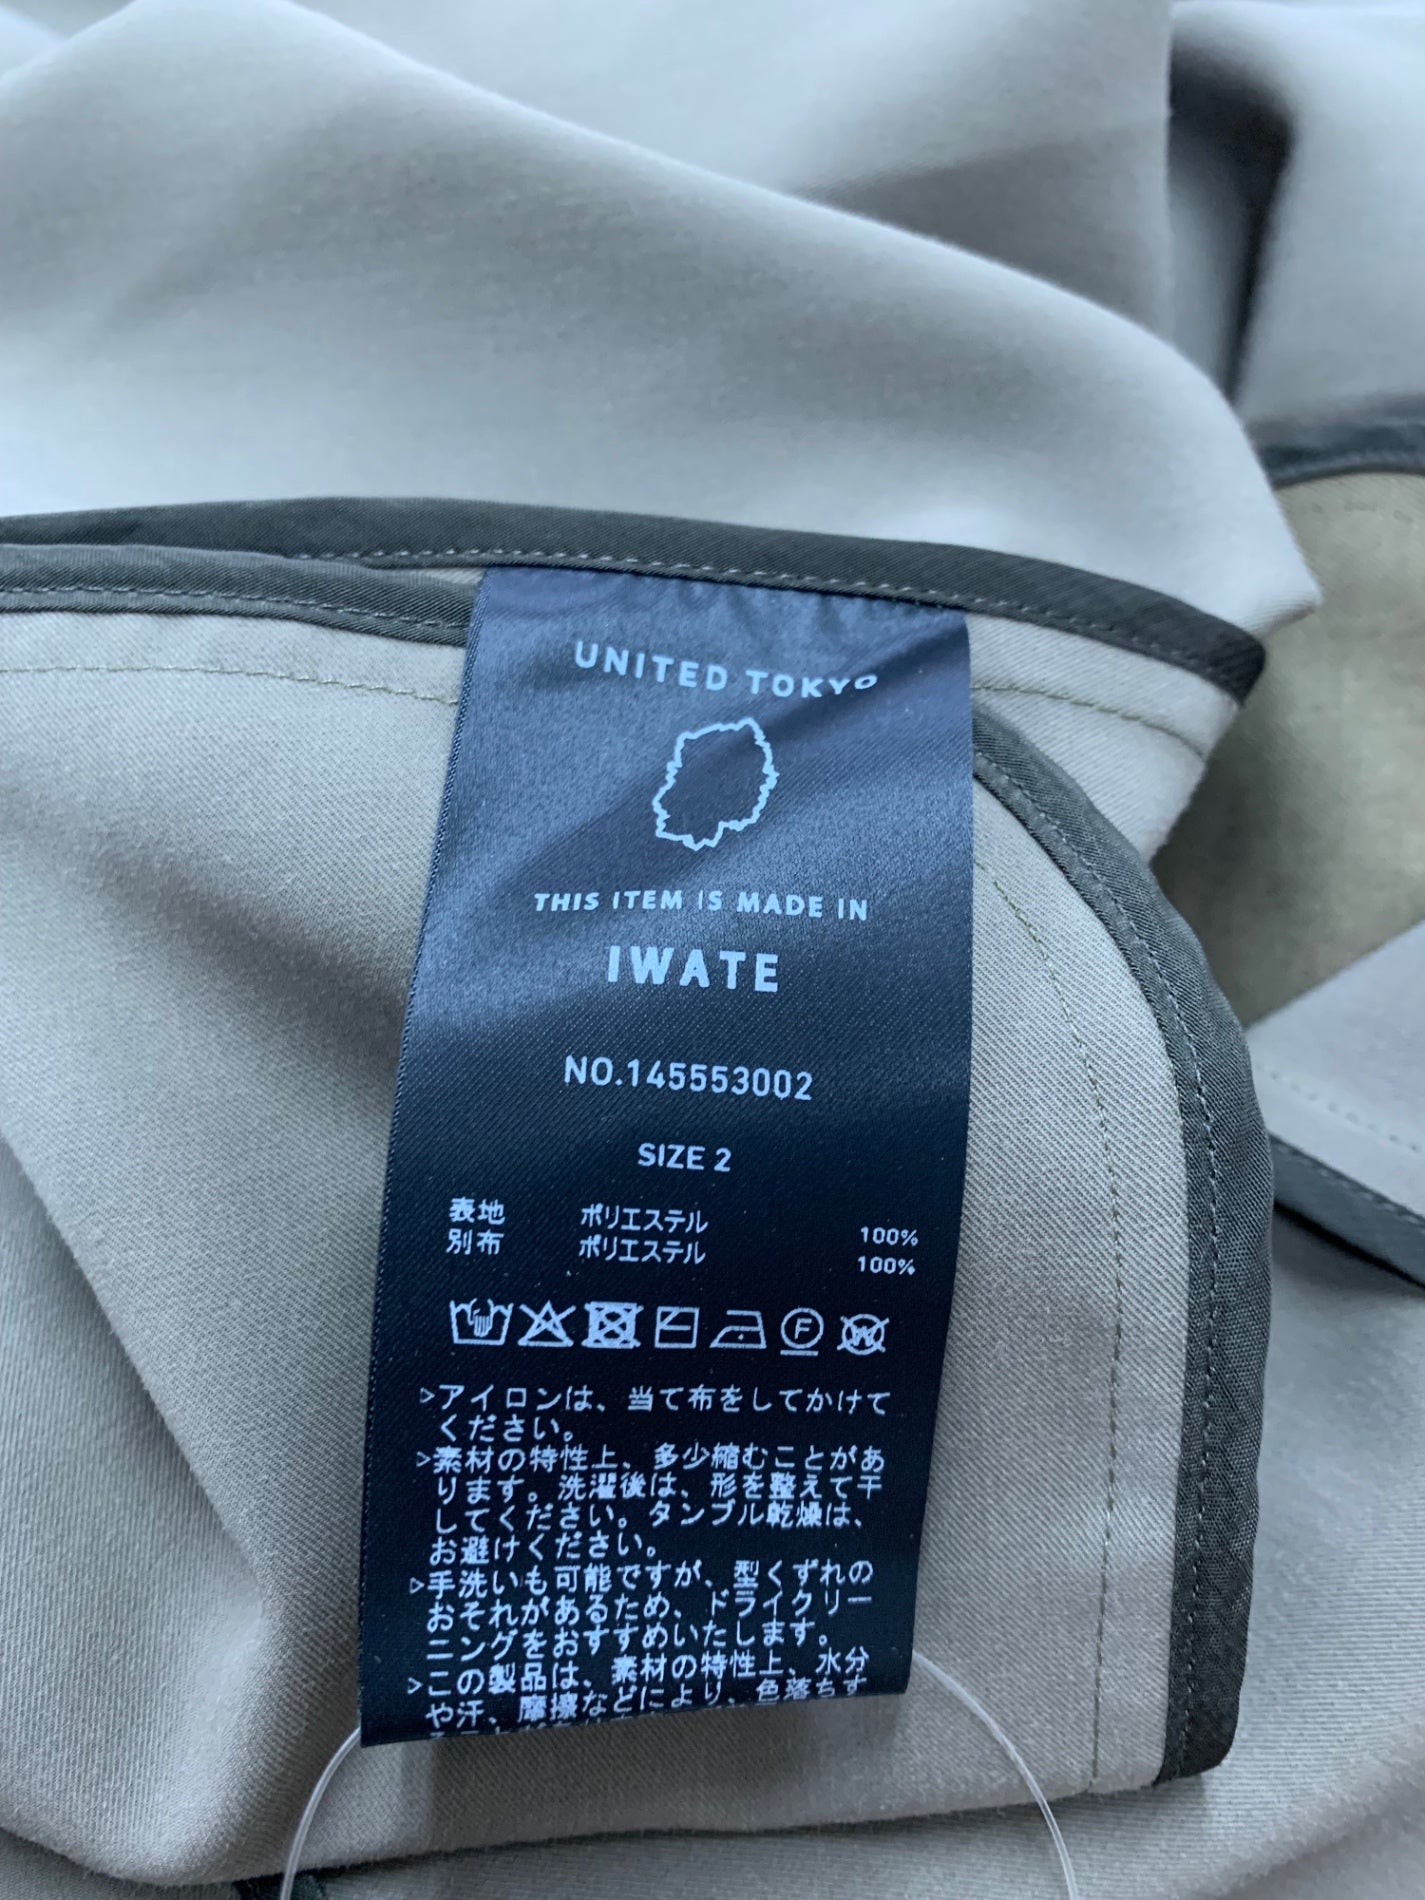 UNITED TOKYO
THIS ITEM IS MADE IN
IWATE
NO.145553002
SIZE 2
表地 ポリエステル 100%
別布 ポリエステル 100%
F
W
▷アイロンは、当て布をしてかけて
ください。
▷素材の特性上、多少縮むことがあ
ります。洗濯後は、形を整えて干
してください。タンブル乾燥は、
お避けください。
▷手洗いも可能ですが、型くずれの
おそれがあるため、ドライクリー
ニングをおすすめいたします。
▷この製品は、素材の特性上、水分
や汗、摩擦などにより、色落ちす